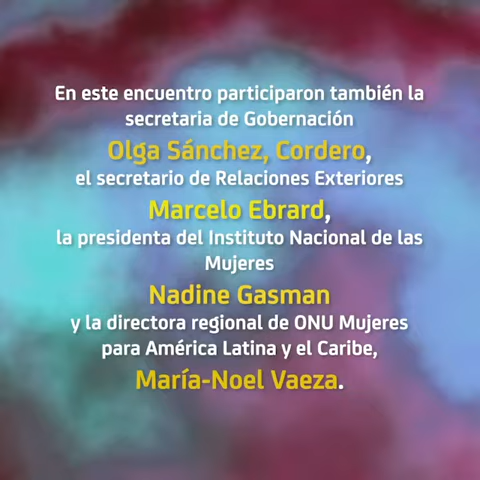 En este encuentro participaron también la
secretaria de Gobernación
Olga Sánchez, Cordero,
el secretario de Relaciones Exteriores
Marcelo Ebrard,
la presidenta del Instituto Nacional de las
Mujeres
Nadine Gasman
y la directora regional de ONU Mujeres
para América Latina y el Caribe,
María-Noel Vaeza.